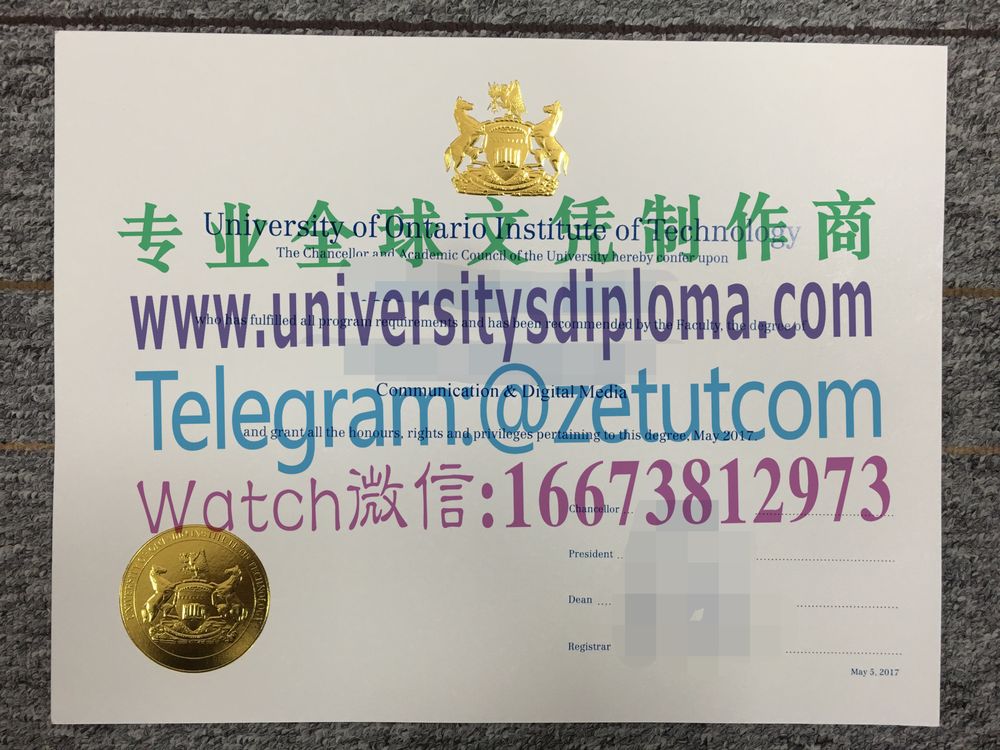 专业全球文凭制作商
University of Ontario Institute of Technology
The Chancellor and Academic Council of the University hereby confer upon
www.universitysdiploma.com
who has fulfilled all program requirements and has been recommended by the Faculty, the degree of
Telegram:@zetutcom
Communication & Digital Media
and grant all the honours, rights and privileges pertaining to this degree, May 2017.
Watch微信:16673812973
Chancellor
President
Dean
Registrar
May 5, 2017